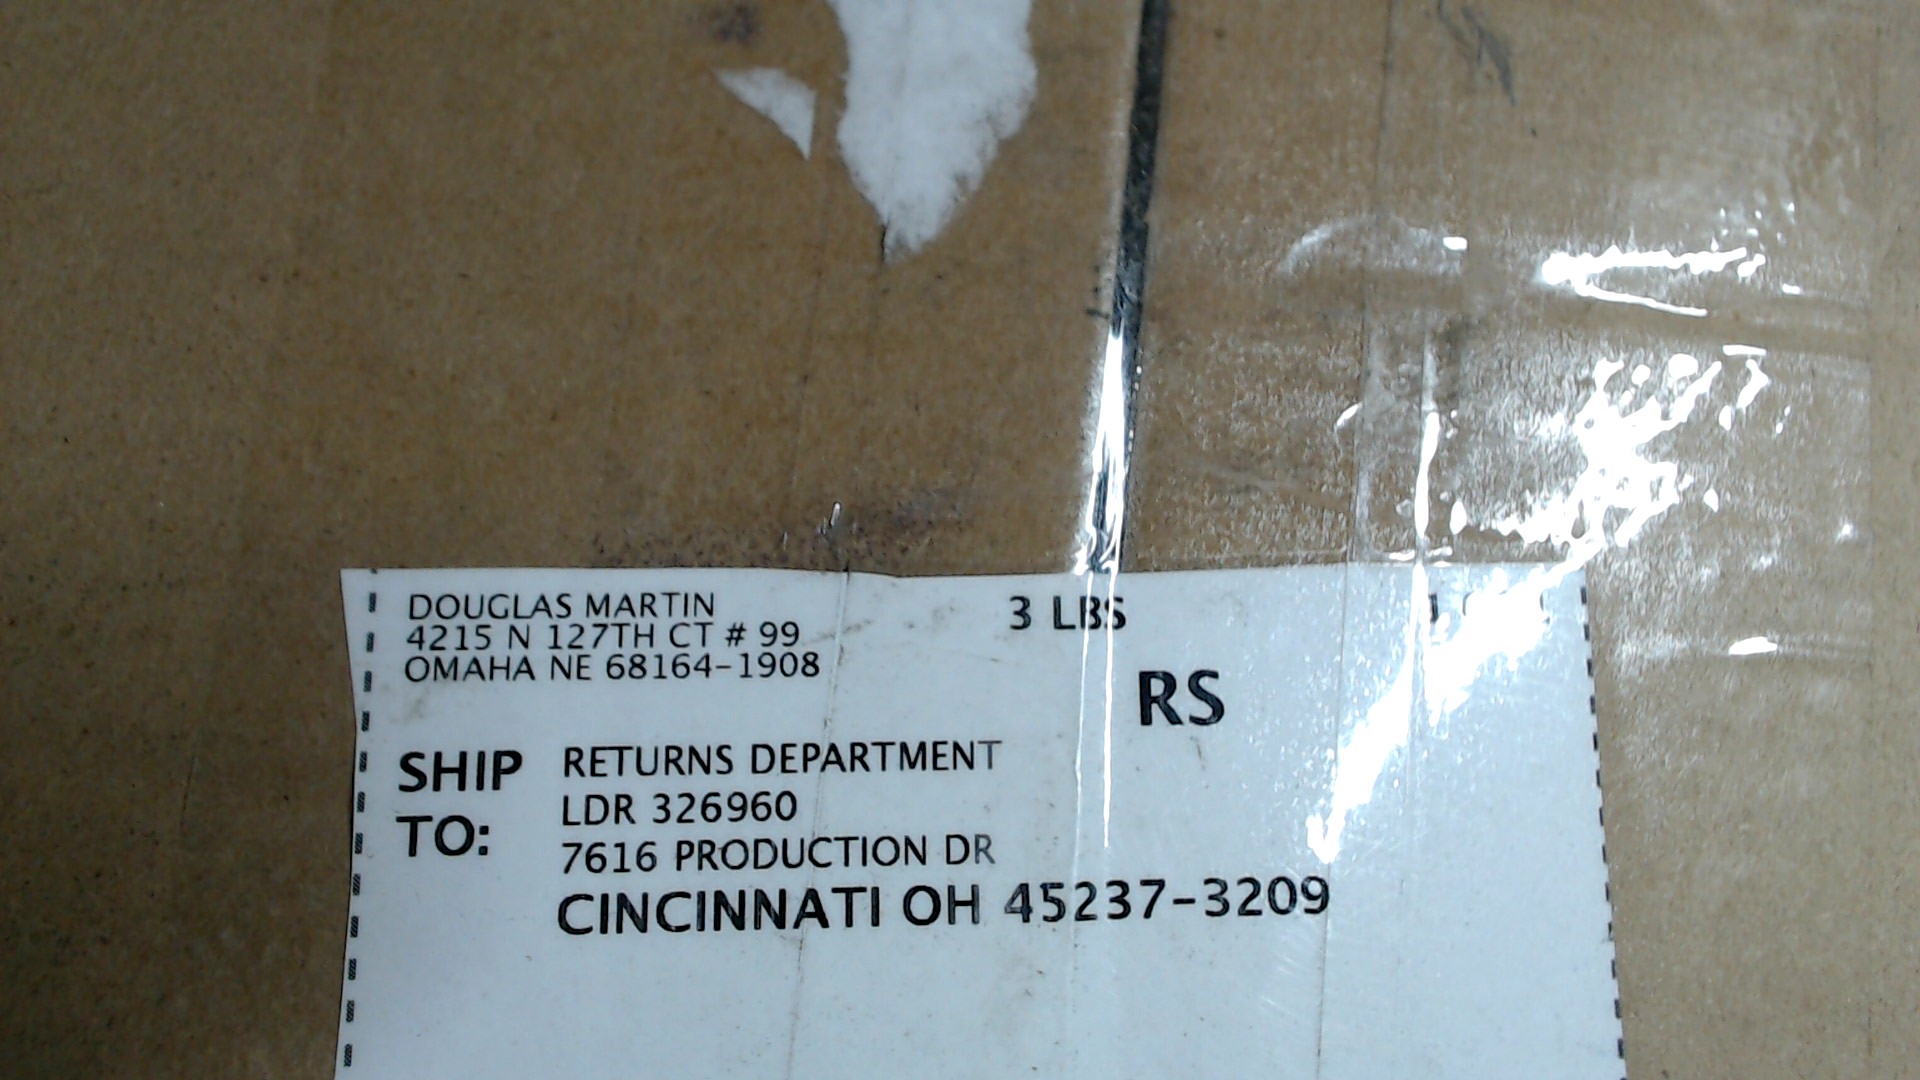 DOUGLAS MARTIN
4215 N 127TH CT # 99
OMAHA NE 68164-1908
3 LBS
RS
SHIP TO:
RETURNS DEPARTMENT
LDR 326960
7616 PRODUCTION DR
CINCINNATI OH 45237-3209